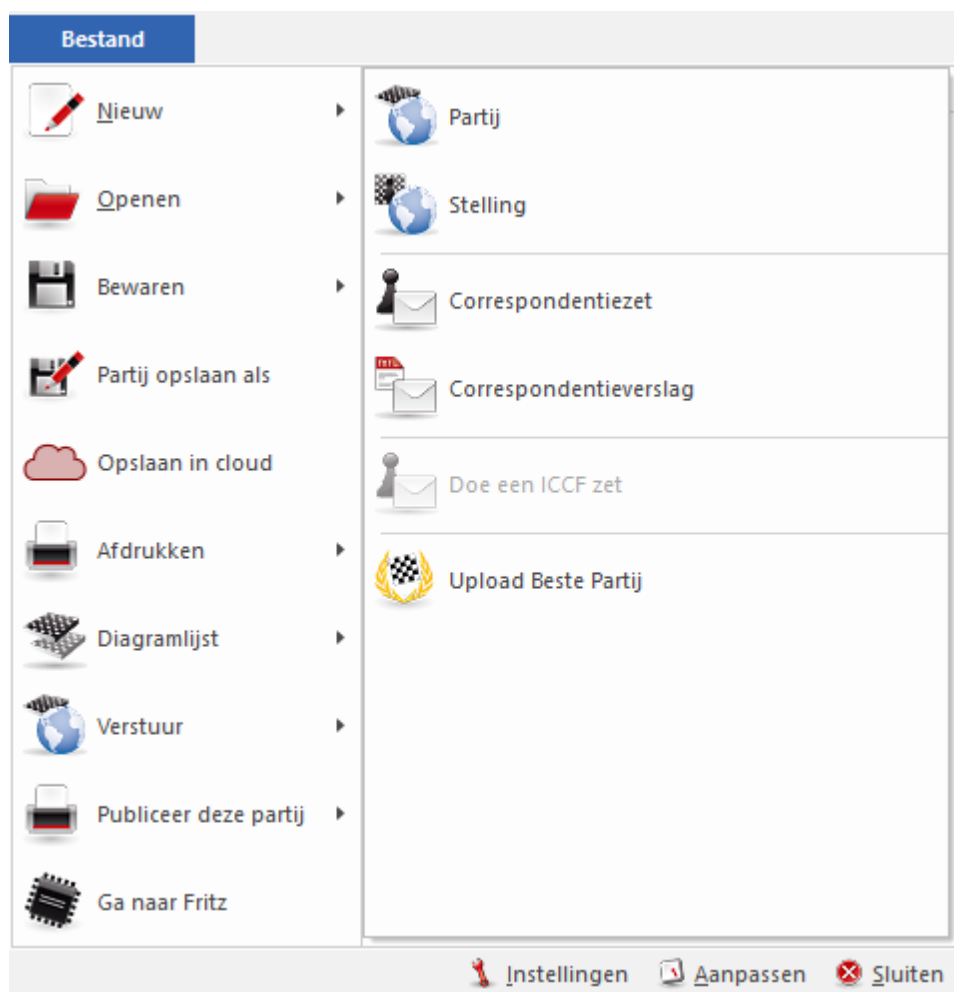 Bestand
Nieuw
Openen
Bewaren
Partij opslaan als
Opslaan in cloud
Afdrukken
Diagramlijst
Verstuur
Publiceer deze partij
Ga naar Fritz
Partij
Stelling
Correspondentiezet
Correspondentieverslag
Doe een ICCF zet
Upload Beste Partij
Instellingen Aanpassen Sluiten